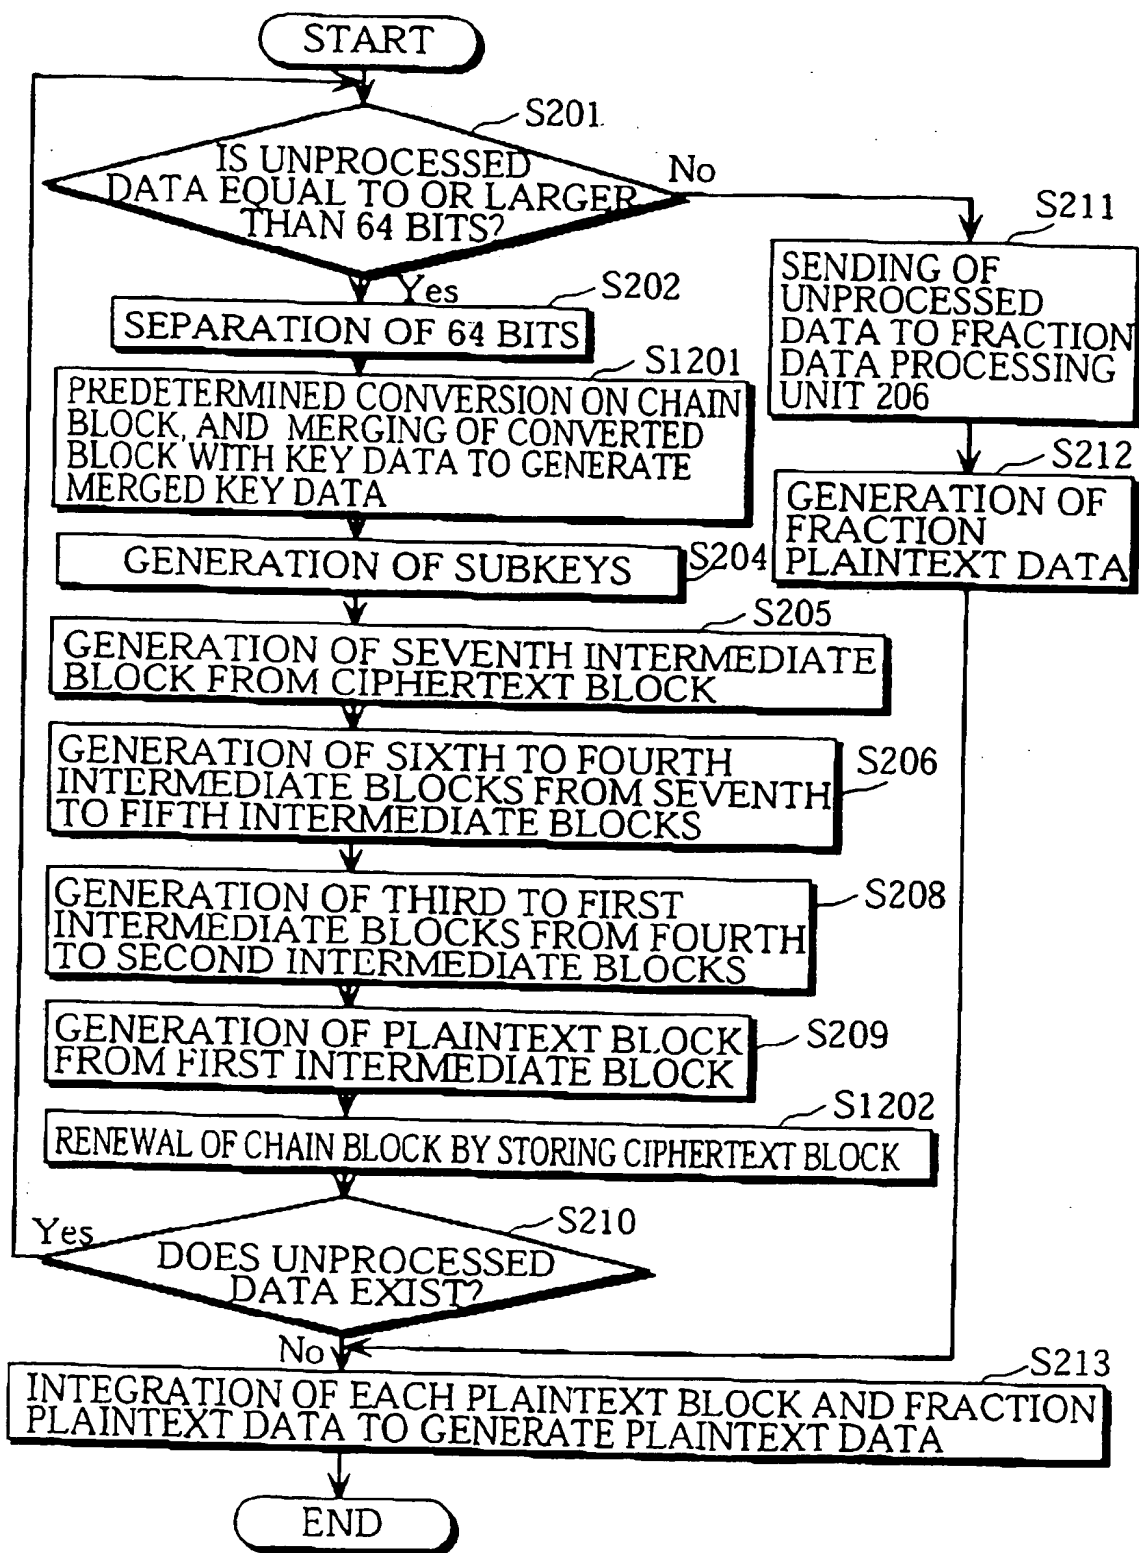 START
S201
IS UNPROCESSED
DATA EQUAL TO OR LARGER
THAN 64 BITS?
No
Yes
S202
SEPARATION OF 64 BITS
S1201
PREDETERMINED CONVERSION ON CHAIN
BLOCK, AND MERGING OF CONVERTED
BLOCK WITH KEY DATA TO GENERATE
MERGED KEY DATA
GENERATION OF SUBKEYS
S204
S205
GENERATION OF SEVENTH INTERMEDIATE
BLOCK FROM CIPHERTEXT BLOCK
GENERATION OF SIXTH TO FOURTH
INTERMEDIATE BLOCKS FROM SEVENTH
TO FIFTH INTERMEDIATE BLOCKS
S206
GENERATION OF THIRD TO FIRST
INTERMEDIATE BLOCKS FROM FOURTH
TO SECOND INTERMEDIATE BLOCKS
S208
GENERATION OF PLAINTEXT BLOCK
FROM FIRST INTERMEDIATE BLOCK
S209
S1202
RENEWAL OF CHAIN BLOCK BY STORING CIPHERTEXT BLOCK
S210
Yes
DOES UNPROCESSED
DATA EXIST?
No
S211
SENDING OF
UNPROCESSED
DATA TO FRACTION
DATA PROCESSING
UNIT 206
S212
GENERATION OF
FRACTION
PLAINTEXT DATA
S213
INTEGRATION OF EACH PLAINTEXT BLOCK AND FRACTION
PLAINTEXT DATA TO GENERATE PLAINTEXT DATA
END